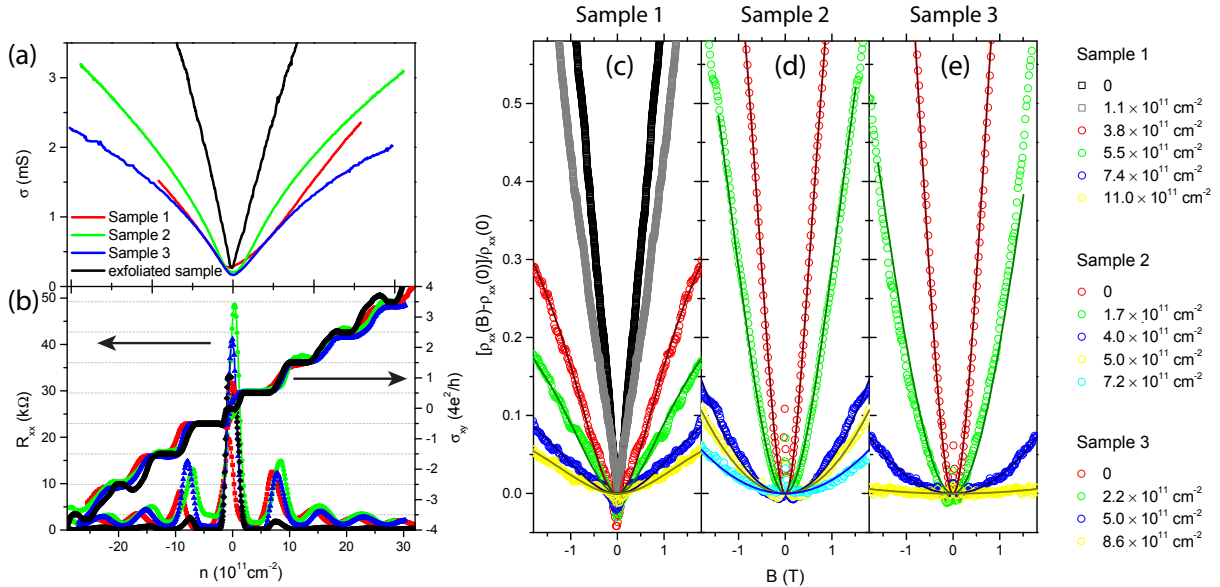 Sample 1
Sample 2
Sample 3
(a)
3
2
1
0
σ (mS)
Sample 1
Sample 2
Sample 3
exfoliated sample
(b)
50
40
30
20
10
0
R_xx (kΩ)
4
3
2
1
0
-1
-2
-3
-4
σ_xy (4e²/h)
-20
-10
0
10
20
30
n (10¹¹cm⁻²)
(c)
(d)
(e)
0.5
0.4
0.3
0.2
0.1
0.0
[ρ_xx(B)-ρ_xx(0)]/ρ_xx(0)
-1
0
1
-1
0
1
-1
0
1
B (T)
Sample 1
0
1.1 × 10¹¹ cm⁻²
3.8 × 10¹¹ cm⁻²
5.5 × 10¹¹ cm⁻²
7.4 × 10¹¹ cm⁻²
11.0 × 10¹¹ cm⁻²
Sample 2
0
1.7 × 10¹¹ cm⁻²
4.0 × 10¹¹ cm⁻²
5.0 × 10¹¹ cm⁻²
7.2 × 10¹¹ cm⁻²
Sample 3
0
2.2 × 10¹¹ cm⁻²
5.0 × 10¹¹ cm⁻²
8.6 × 10¹¹ cm⁻²